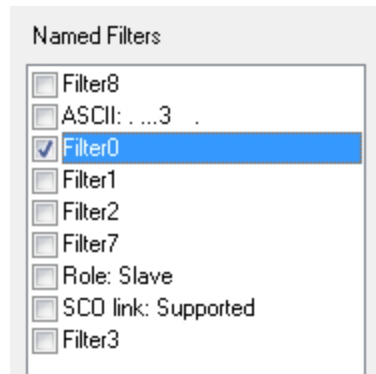 Named Filters
Filter8
ASCII: . ...3 .
Filter0
Filter1
Filter2
Filter7
Role: Slave
SCO link: Supported
Filter3